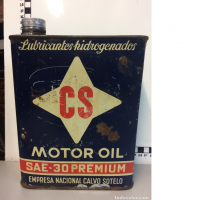 Lubricantes hidrogenados
CS
MOTOR OIL
SAE-30 PREMIUM
EMPRESA NACIONAL CALVO SOTELO